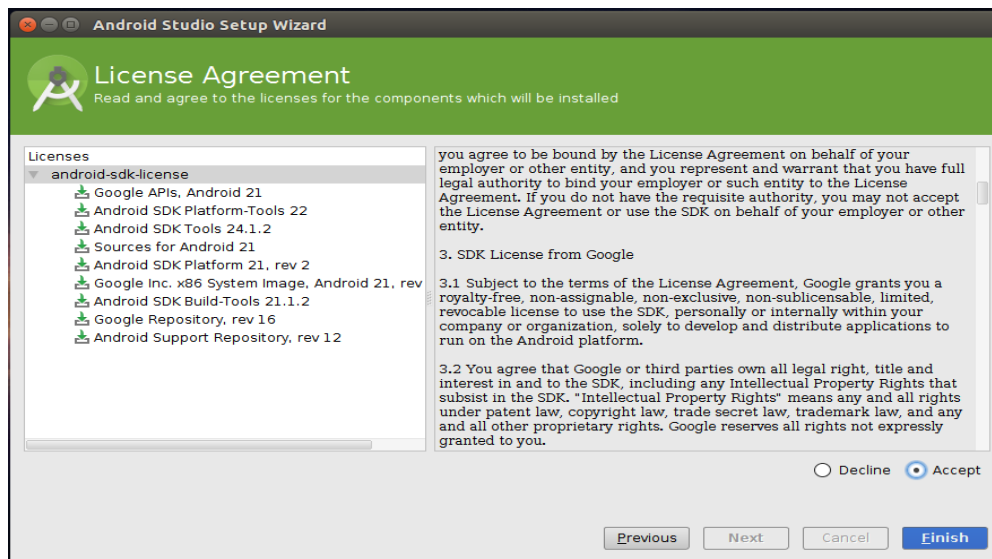 Android Studio Setup Wizard
License Agreement
Read and agree to the licenses for the components which will be installed
Licenses
android-sdk-license
Google APIs, Android 21
Android SDK Platform-Tools 22
Android SDK Tools 24.1.2
Sources for Android 21
Android SDK Platform 21, rev 2
Google Inc. x86 System Image, Android 21, rev
Android SDK Build-Tools 21.1.2
Google Repository, rev 16
Android Support Repository, rev 12
you agree to be bound by the License Agreement on behalf of your
employer or other entity, and you represent and warrant that you have full
legal authority to bind your employer or such entity to the License
Agreement. If you do not have the requisite authority, you may not accept
the License Agreement or use the SDK on behalf of your employer or other
entity.
3. SDK License from Google
3.1 Subject to the terms of the License Agreement, Google grants you a
royalty-free, non-assignable, non-exclusive, non-sublicensable, limited,
revocable license to use the SDK, personally or internally within your
company or organization, solely to develop and distribute applications to
run on the Android platform.
3.2 You agree that Google or third parties own all legal right, title and
interest in and to the SDK, including any Intellectual Property Rights that
subsist in the SDK. "Intellectual Property Rights" means any and all rights
under patent law, copyright law, trade secret law, trademark law, and any
and all other proprietary rights. Google reserves all rights not expressly
granted to you.
Decline Accept
Previous Next Cancel Finish